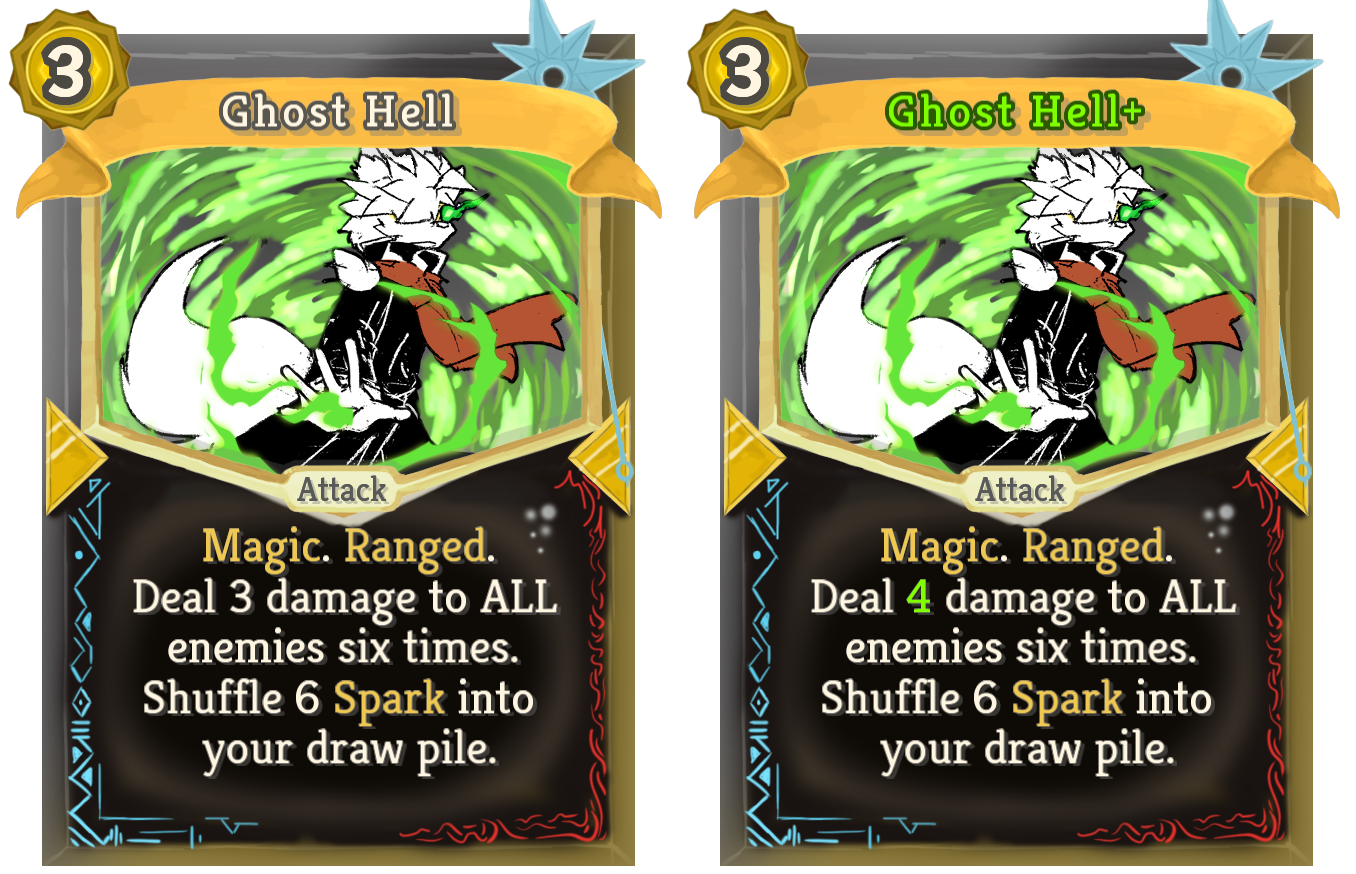 3
Ghost Hell
Attack
Magic. Ranged.
Deal 3 damage to ALL
enemies six times.
Shuffle 6 Spark into
your draw pile.
3
Ghost Hell+
Attack
Magic. Ranged.
Deal 4 damage to ALL
enemies six times.
Shuffle 6 Spark into
your draw pile.